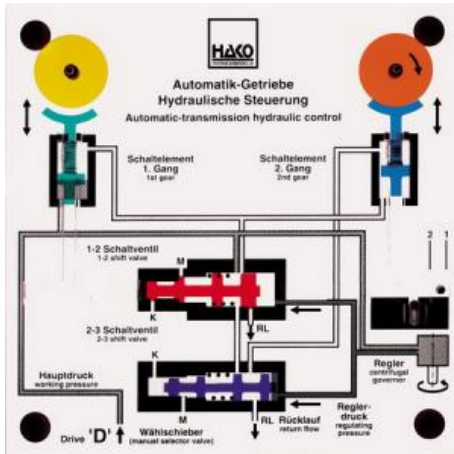 HAKO
Automatik-Getriebe
Hydraulische Steuerung
Automatic-transmission hydraulic control
Schaltelement
1. Gang
1st gear
Schaltelement
2. Gang
2nd gear
2 1
1-2 Schaltventil
1-2 shift valve
M
K
RL
2-3 Schaltventil
2-3 shift valve
K
Hauptdruck
working pressure
Regler
centrifugal
governor
M
RL
Rücklauf
return flow
Regler-
druck
regulating
pressure
Drive 'D'
Wählschieber
(manual selector valve)